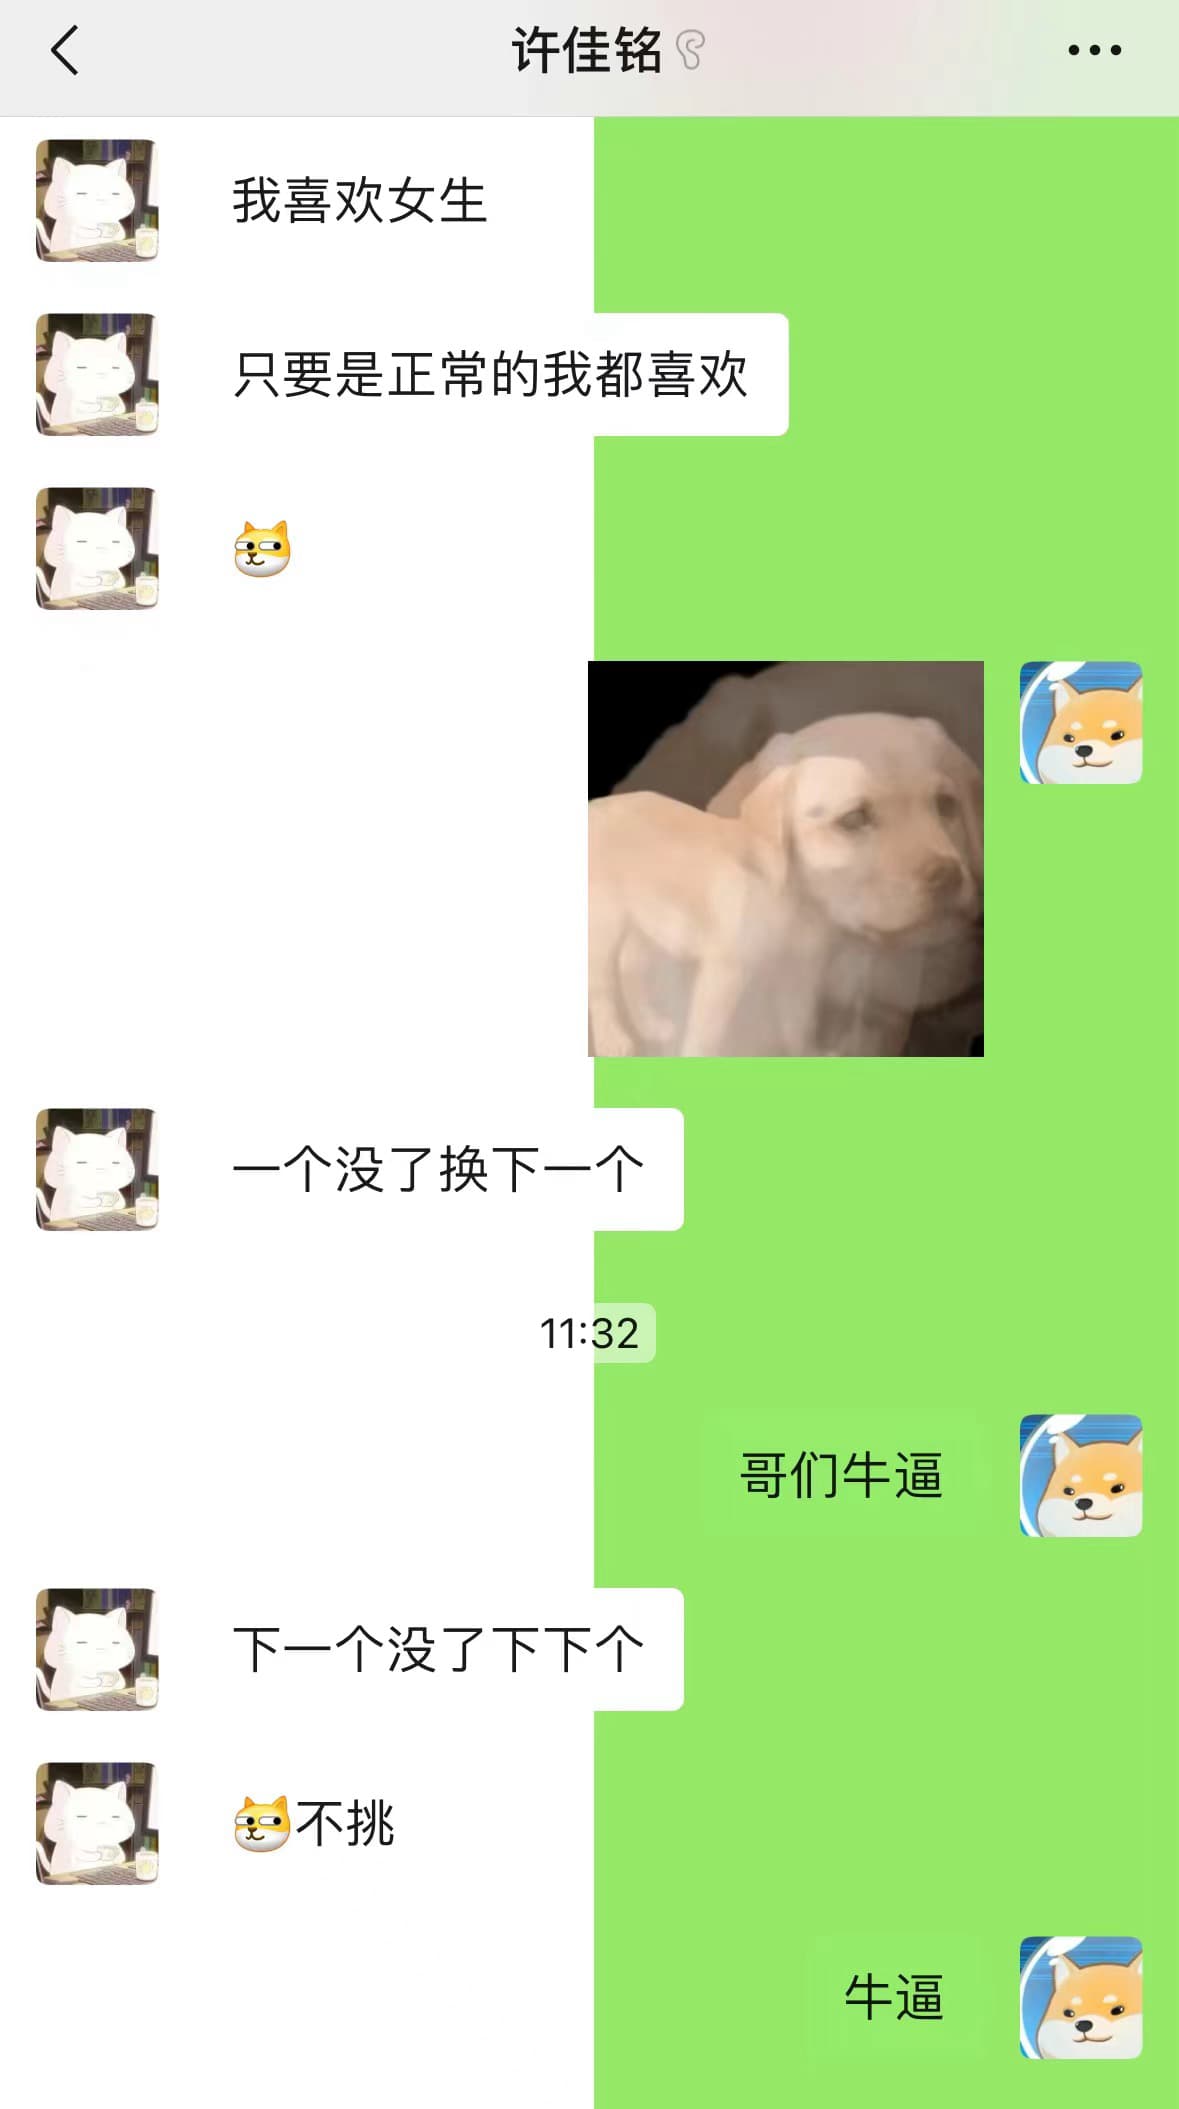 许佳铭
我喜欢女生
只要是正常的我都喜欢
一个没了换下一个
11:32
哥们牛逼
下一个没了下下个
不挑
牛逼